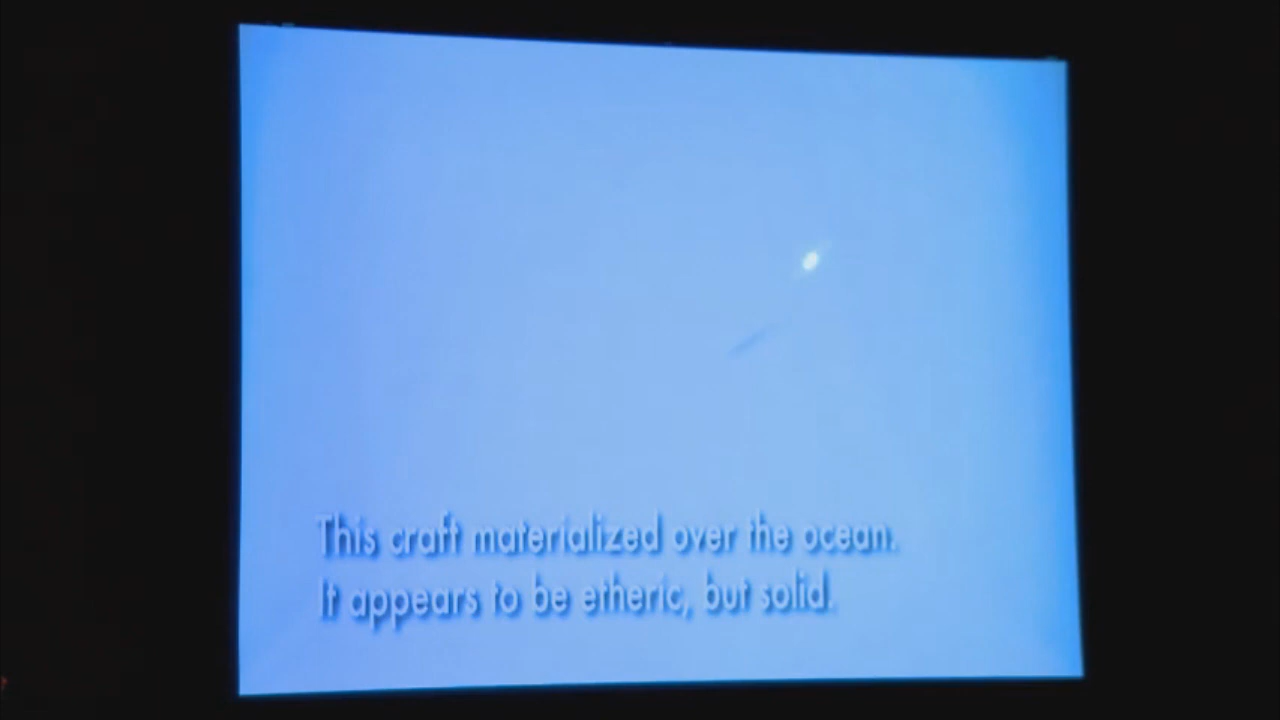 This craft materialized over the ocean.
It appears to be etheric, but solid.